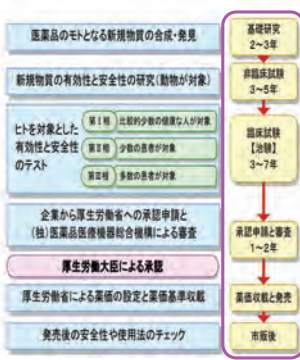 医薬品のモトとなる新規物質の合成・発見
基礎研究
2～3年
新規物質の有効性と安全性の研究(動物が対象)
非臨床試験
3～5年
ヒトを対象とした
有効性と安全性
のテスト
第Ⅰ相 比較的少数の健康な人が対象
第Ⅱ相 少数の患者が対象
第Ⅲ相 多数の患者が対象
臨床試験
【治験】
3～7年
企業から厚生労働省への承認申請と
(独)医薬品医療機器総合機構による審査
承認申請と審査
1～2年
厚生労働大臣による承認
厚生労働省による薬価の設定と薬価基準収載
薬価収載と発売
発売後の安全性や使用法のチェック
市販後